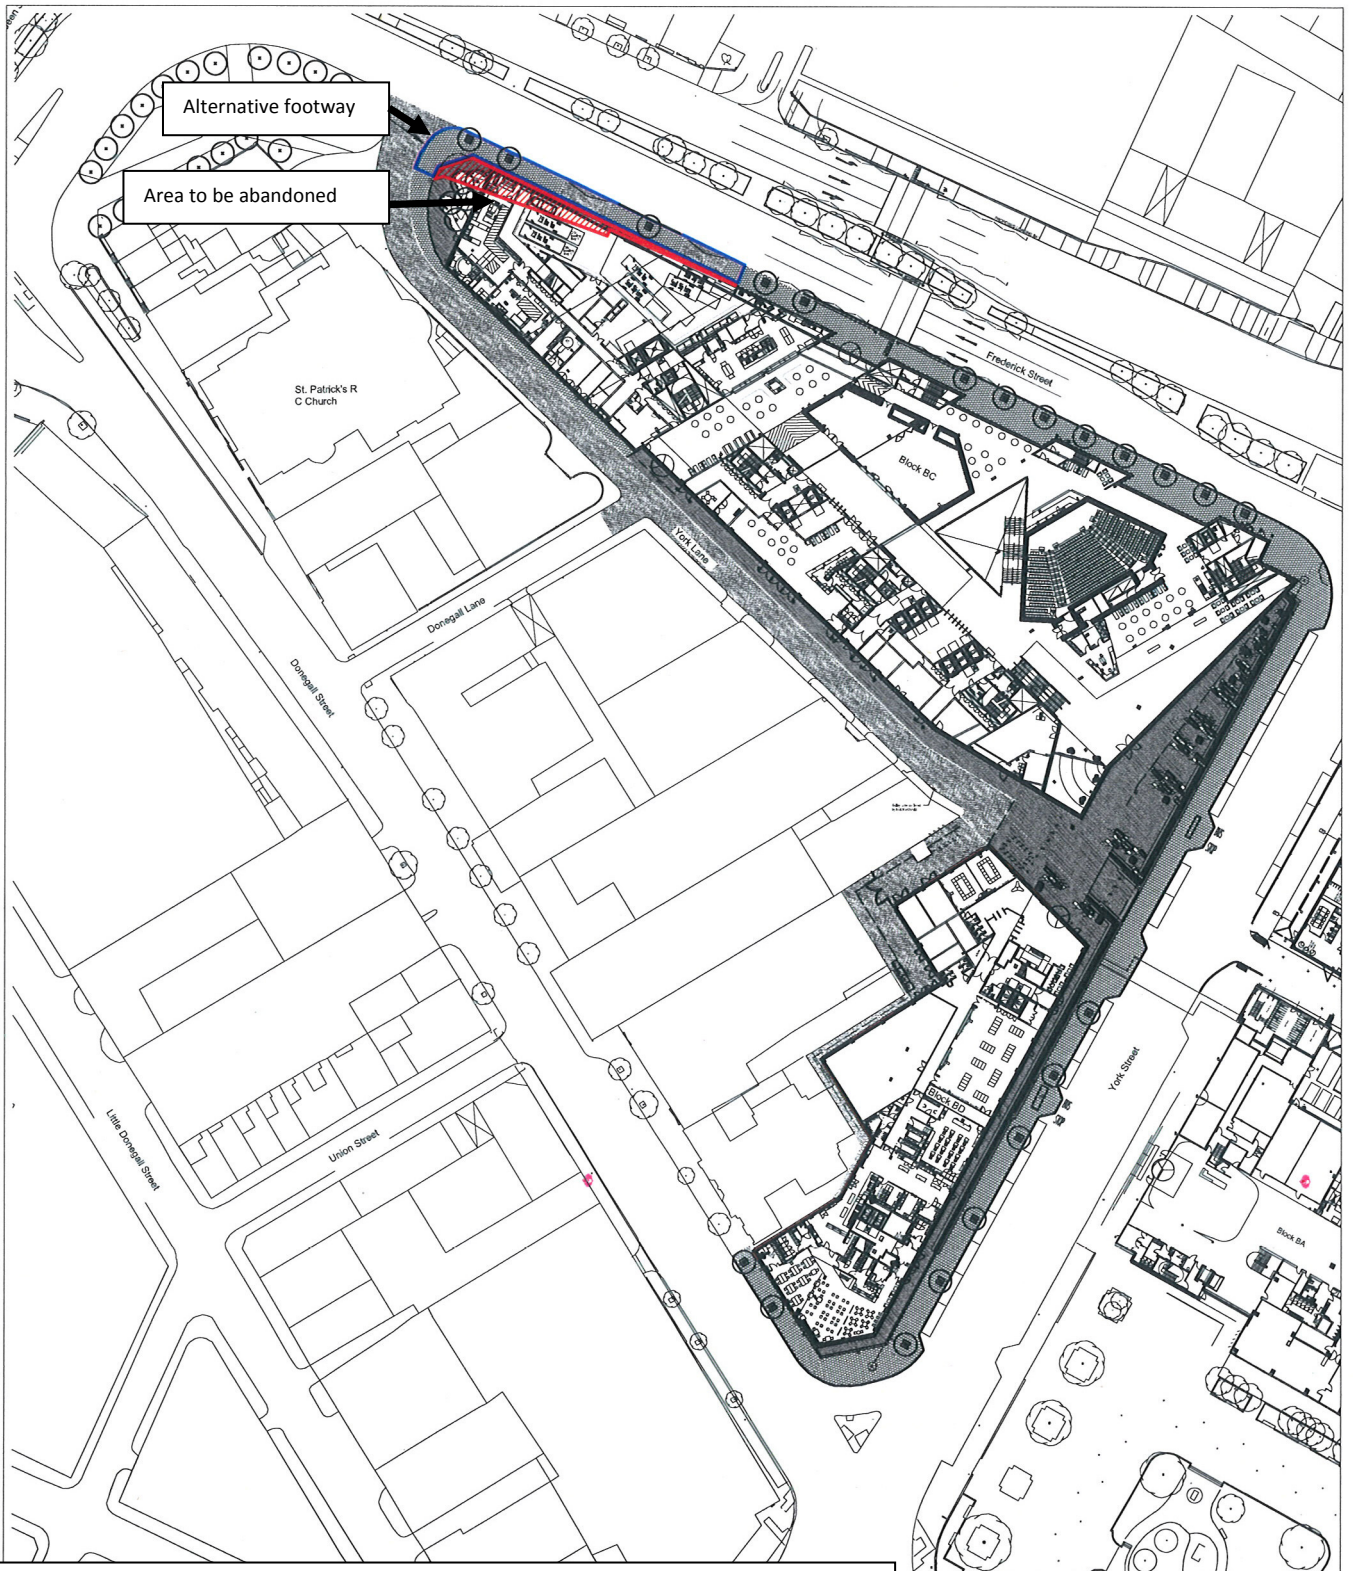 Alternative footway
Area to be abandoned
St. Patrick's R
C Church
Frederick Street
Block BC
York Lane
Donegall Lane
Donegall Street
York Street
Block BD
Little Donegall Street
Union Street
Block BA